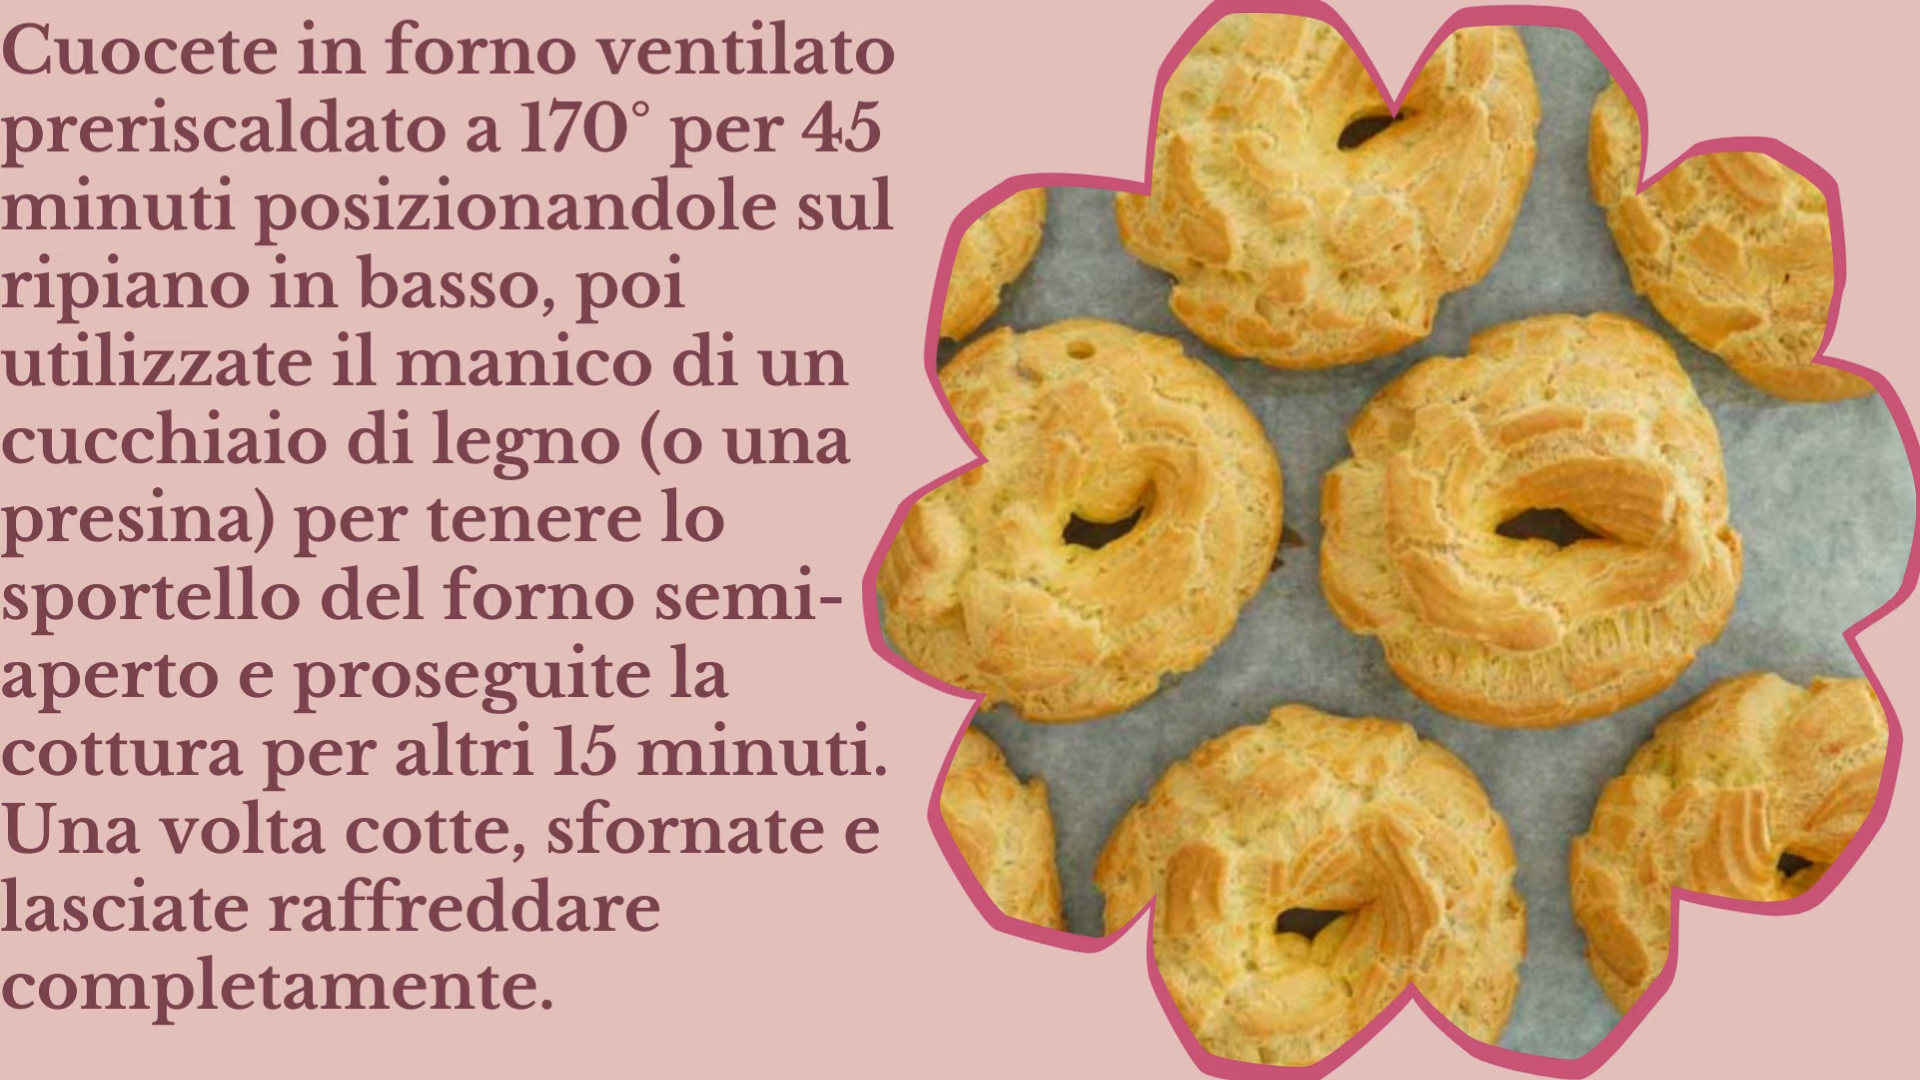 Cuocete in forno ventilato
preriscaldato a 170° per 45
minuti posizionandole sul
ripiano in basso, poi
utilizzate il manico di un
cucchiaio di legno (o una
presina) per tenere lo
sportello del forno semi-
aperto e proseguite la
cottura per altri 15 minuti.
Una volta cotte, sfornate e
lasciate raffreddare
completamente.